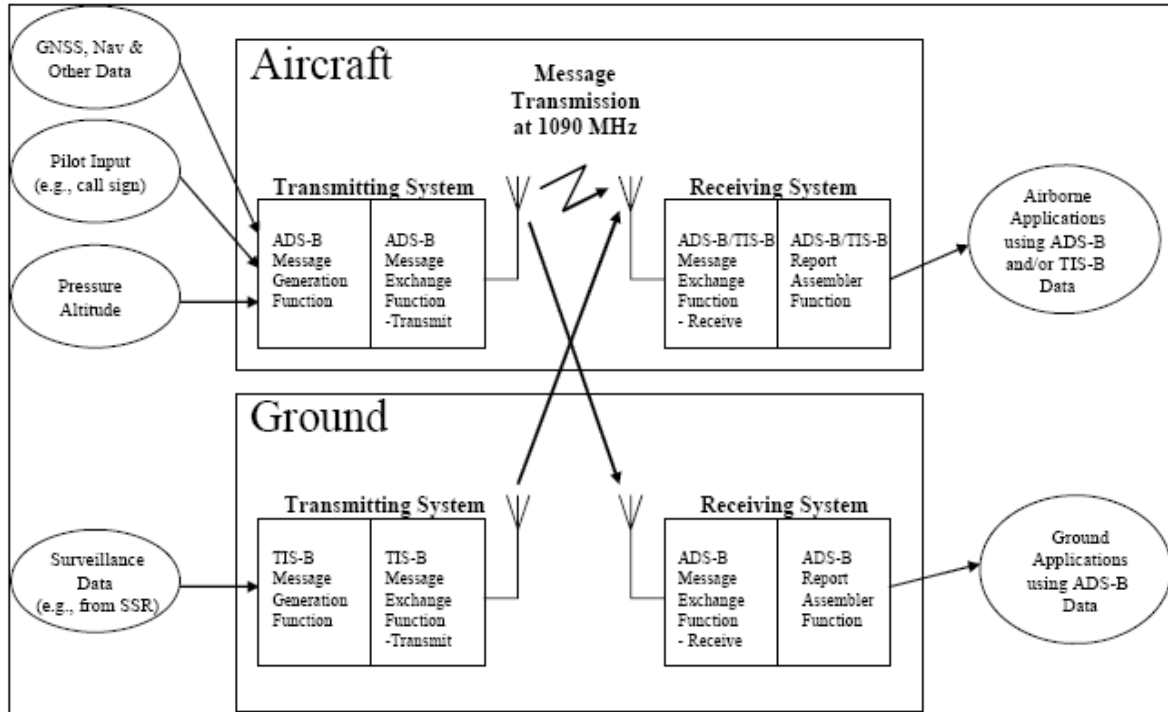 GNSS, Nav &
Other Data
Pilot Input
(e.g., call sign)
Pressure
Altitude
Aircraft
Message
Transmission
at 1090 MHz
Transmitting System
ADS-B
Message
Generation
Function
ADS-B
Message
Exchange
Function
-Transmit
Receiving System
ADS-B/TIS-B
Message
Exchange
Function
- Receive
ADS-B/TIS-B
Report
Assembler
Function
Airborne
Applications
using ADS-B
and/or TIS-B
Data
Ground
Surveillance
Data
(e.g., from SSR)
Transmitting System
TIS-B
Message
Generation
Function
TIS-B
Message
Exchange
Function
-Transmit
Receiving System
ADS-B
Message
Exchange
Function
- Receive
ADS-B
Report
Assembler
Function
Ground
Applications
using ADS-B
Data